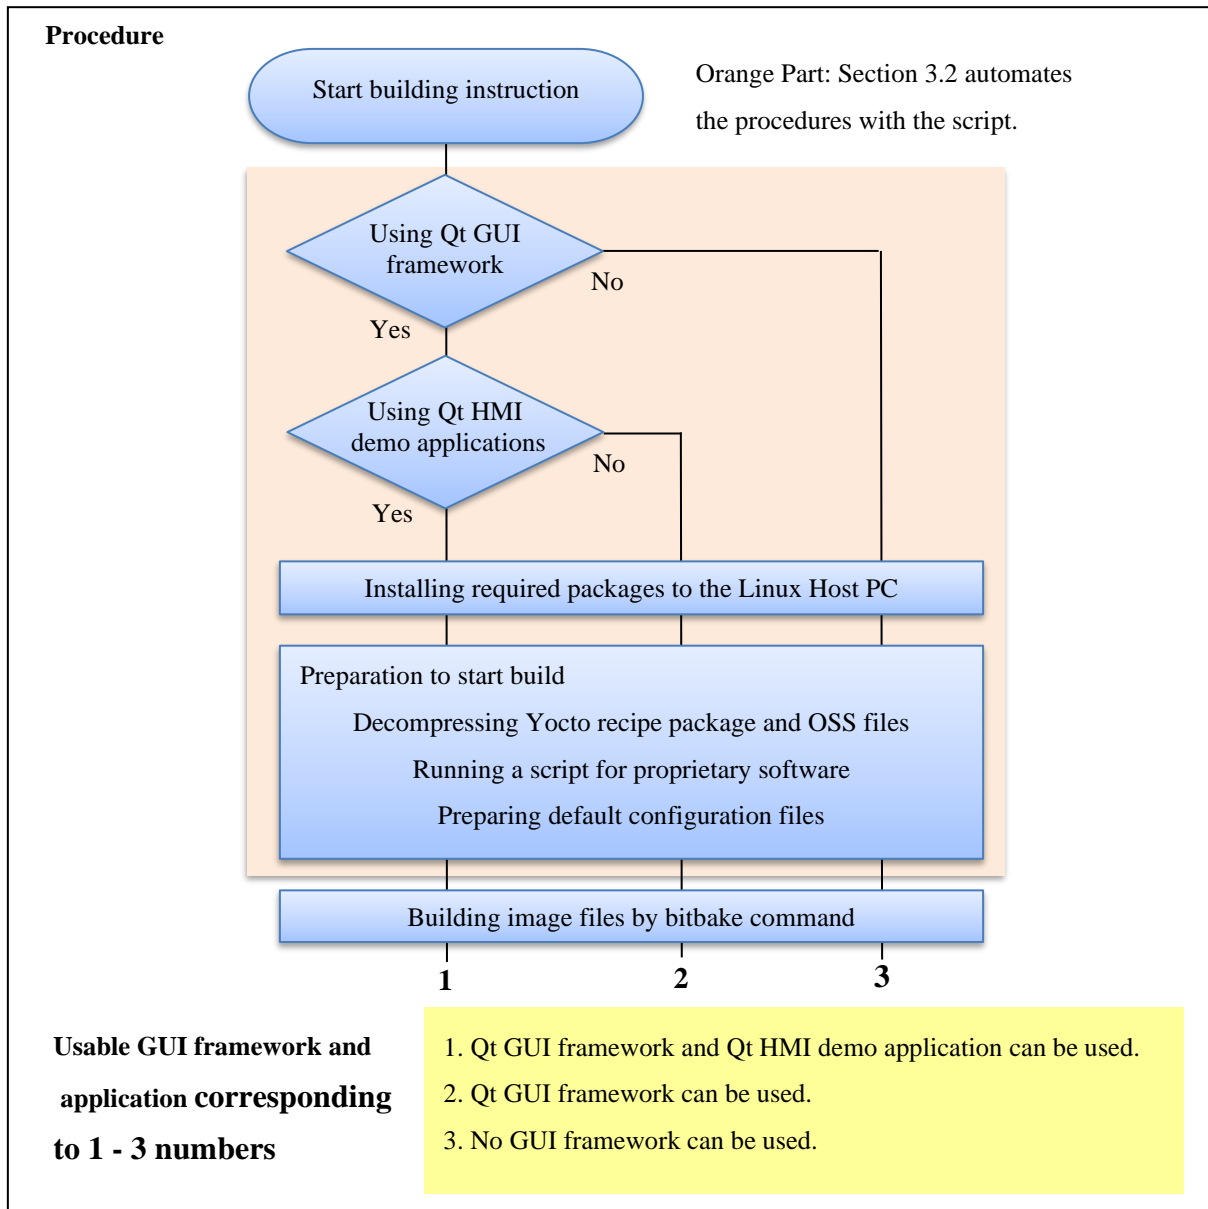 Procedure
Start building instruction
Orange Part: Section 3.2 automates
the procedures with the script.
Using Qt GUI
framework
No
Yes
Using Qt HMI
demo applications
No
Yes
Installing required packages to the Linux Host PC
Preparation to start build
Decompressing Yocto recipe package and OSS files
Running a script for proprietary software
Preparing default configuration files
Building image files by bitbake command
1
2
3
Usable GUI framework and
application corresponding
to 1 - 3 numbers
1. Qt GUI framework and Qt HMI demo application can be used.
2. Qt GUI framework can be used.
3. No GUI framework can be used.